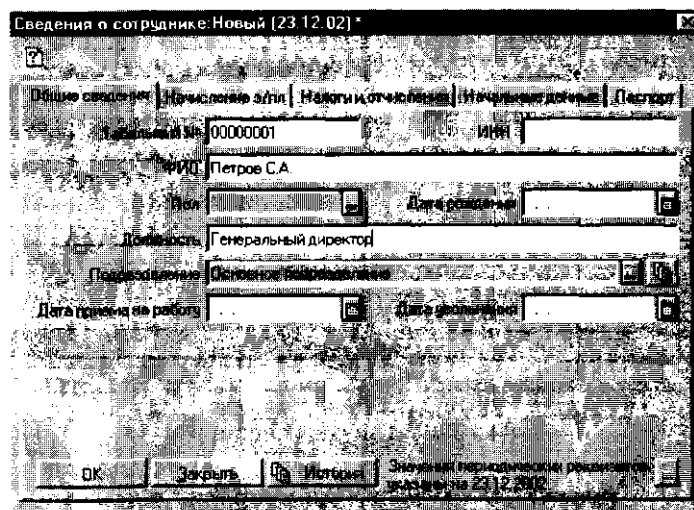 Сведения о сотруднике:Новый (23.12.02) *
Общие сведения Начисление з/пл Налоги и отчисления Начальные данные Паспорт
Табельный № 00000001 ИНН
ФИО Петров С.А.
Пол Дата рождения . .
Должность Генеральный директор
Подразделение Основное подразделение
Дата приема на работу . . Дата увольнения . .
OK Закрыть История Значения периодических реквизитов
указаны на 23.12.2002